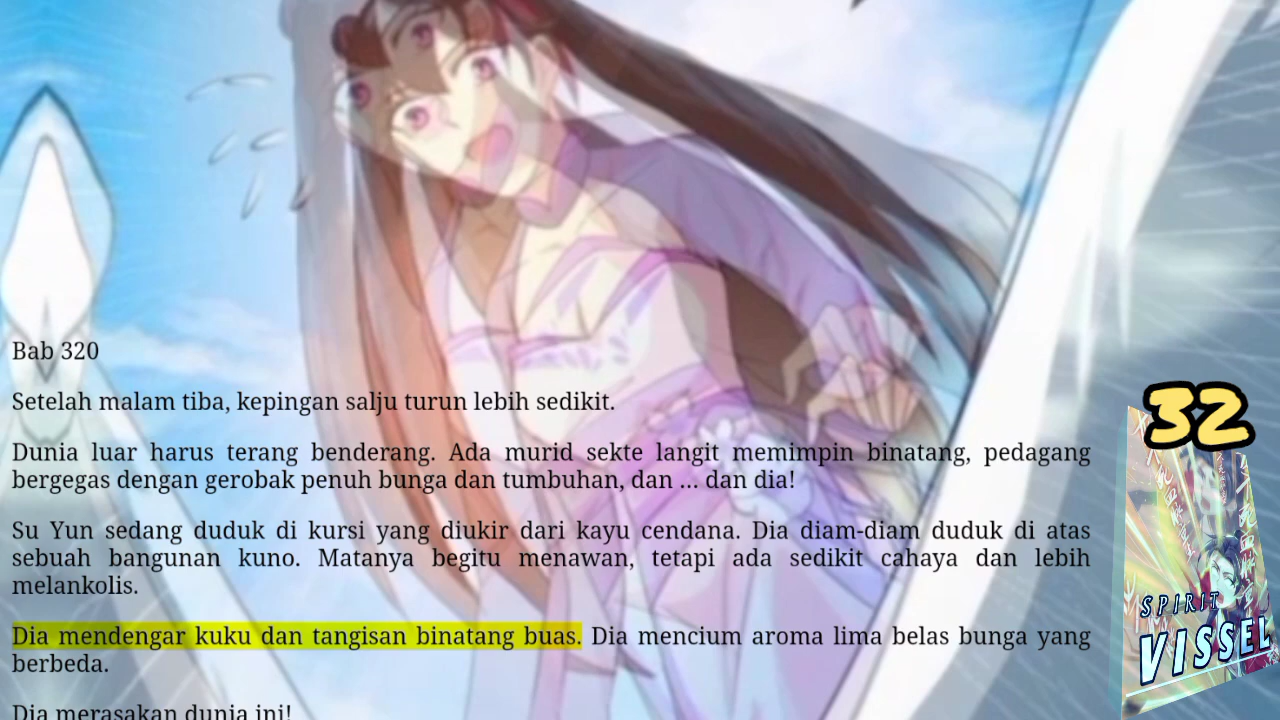 Bab 320
Setelah malam tiba, kepingan salju turun lebih sedikit.
Dunia luar harus terang benderang. Ada murid sekte langit memimpin binatang, pedagang
bergegas dengan gerobak penuh bunga dan tumbuhan, dan ... dan dia!
Su Yun sedang duduk di kursi yang diukir dari kayu cendana. Dia diam-diam duduk di atas
sebuah bangunan kuno. Matanya begitu menawan, tetapi ada sedikit cahaya dan lebih
melankolis.
Dia mendengar kuku dan tangisan binatang buas. Dia mencium aroma lima belas bunga yang
berbeda.
Dia merasakan dunia ini!
32
SPIRIT
VISSEL